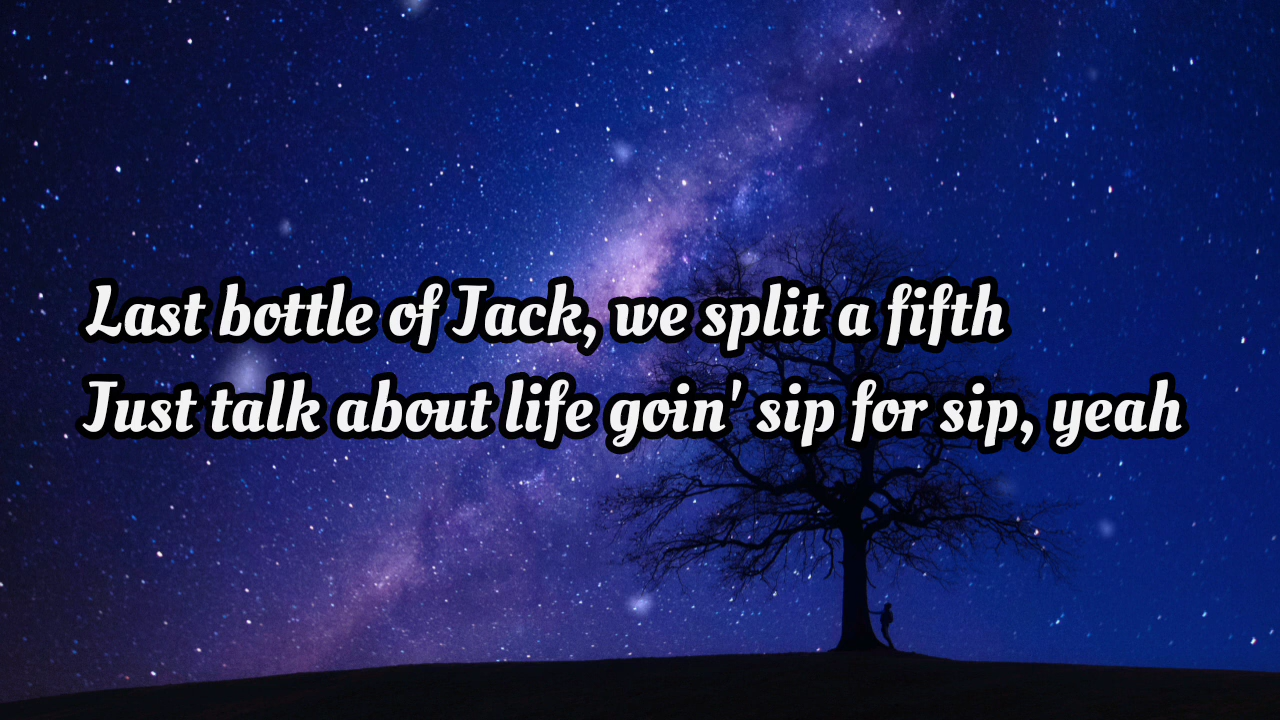 Last bottle of Jack, we split a fifth
Just talk about life goin' sip for sip, yeah